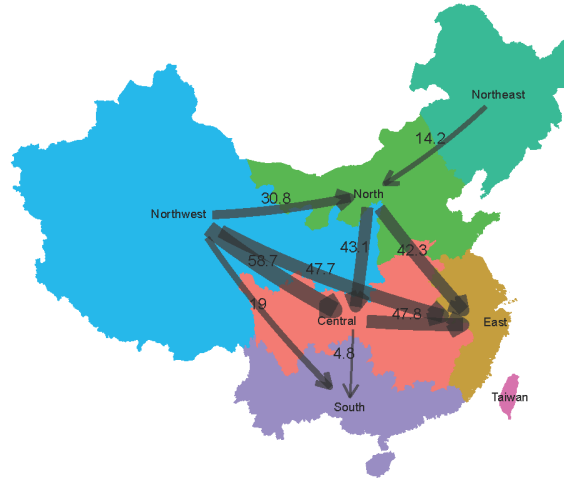 Northeast
14.2
30.8
North
Northwest
43.1
42.3
58.7
47.7
19
Central
47.8
East
4.8
South
Taiwan